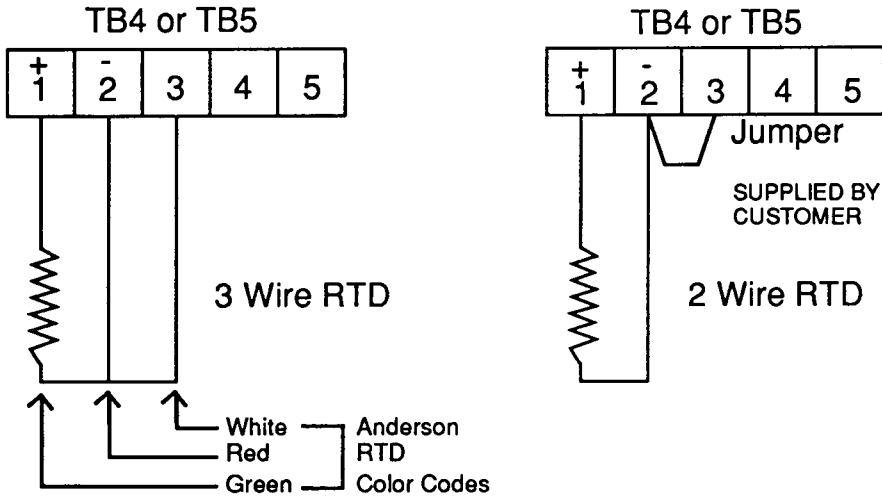 TB4 or TB5
+ -
1 2 3 4 5
3 Wire RTD
White
Red
Green
Anderson
RTD
Color Codes
TB4 or TB5
+ -
1 2 3 4 5
Jumper
SUPPLIED BY
CUSTOMER
2 Wire RTD